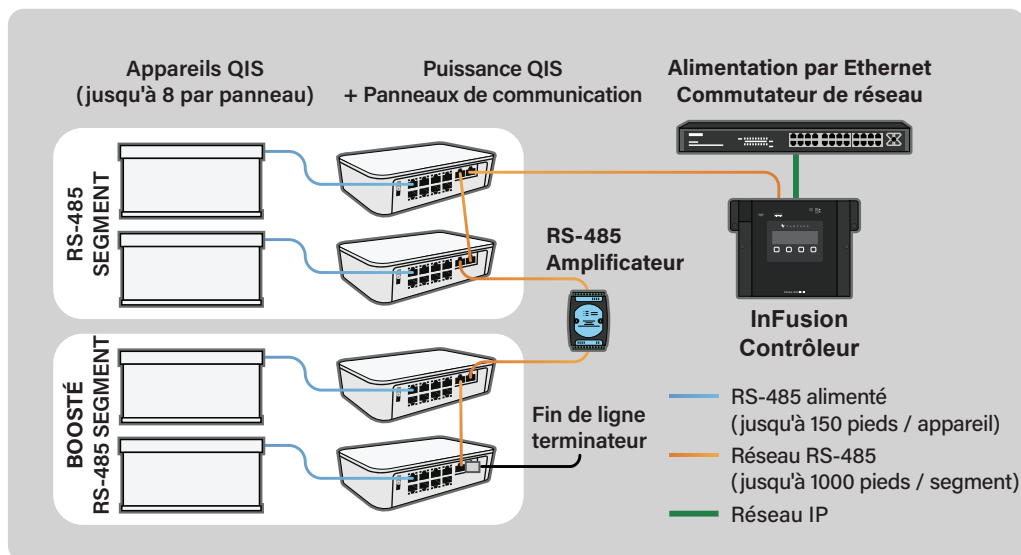 Appareils QIS
(jusqu'à 8 par panneau)
Puissance QIS
+ Panneaux de communication
Alimentation par Ethernet
Commutateur de réseau
RS-485
SEGMENT
RS-485
Amplificateur
InFusion
Contrôleur
BOOSTÉ
RS-485 SEGMENT
Fin de ligne
terminateur
RS-485 alimenté
(jusqu'à 150 pieds / appareil)
Réseau RS-485
(jusqu'à 1000 pieds / segment)
Réseau IP